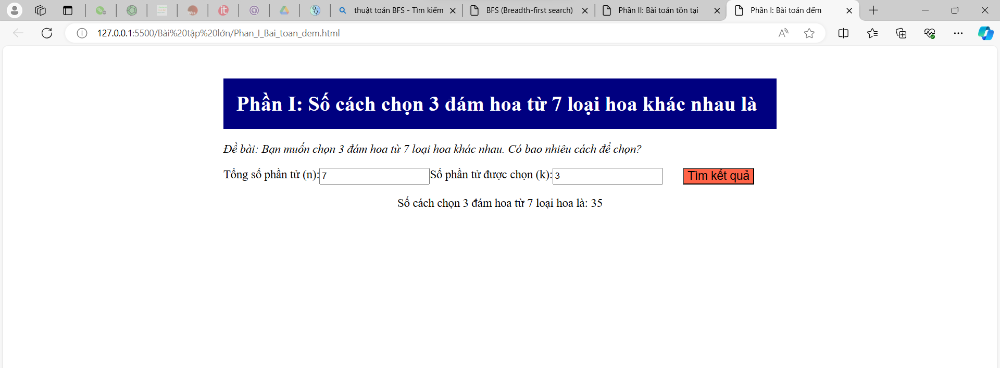 thuật toán BFS - Tìm kiếm
BFS (Breadth-first search)
Phần II: Bài toán tồn tại
Phần I: Bài toán đếm
127.0.0.1:5500/Bài%20tập%20lớn/Phan_I_Bai_toan_dem.html
Phần I: Số cách chọn 3 đám hoa từ 7 loại hoa khác nhau là
Đề bài: Bạn muốn chọn 3 đám hoa từ 7 loại hoa khác nhau. Có bao nhiêu cách để chọn?
Tổng số phần tử (n): 7 Số phần tử được chọn (k): 3 Tìm kết quả
Số cách chọn 3 đám hoa từ 7 loại hoa là: 35